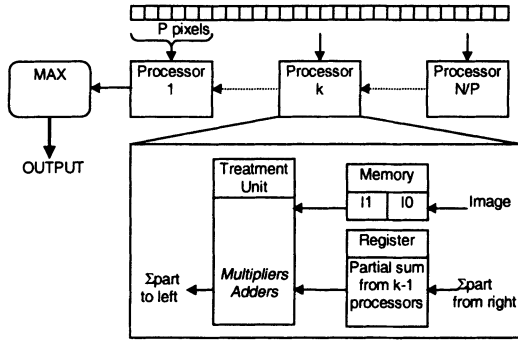 P pixels
MAX
Processor
1
Processor
k
Processor
N/P
OUTPUT
Treatment
Unit
Memory
I1
I0
Image
Register
Multipliers
Adders
Partial sum
from k-1
processors
Σpart
to left
Σpart
from right